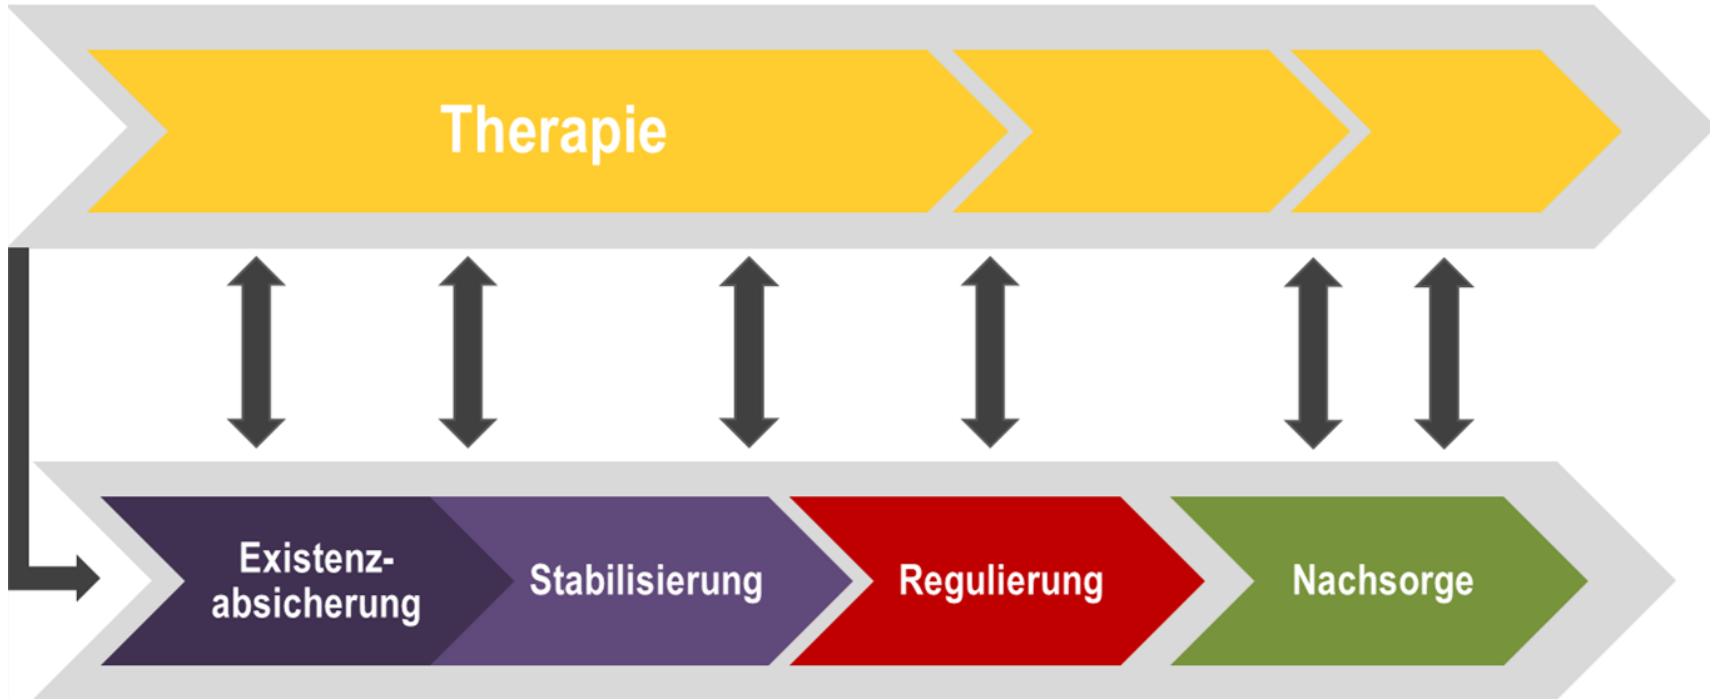 Therapie
Existenz-
absicherung
Stabilisierung
Regulierung
Nachsorge